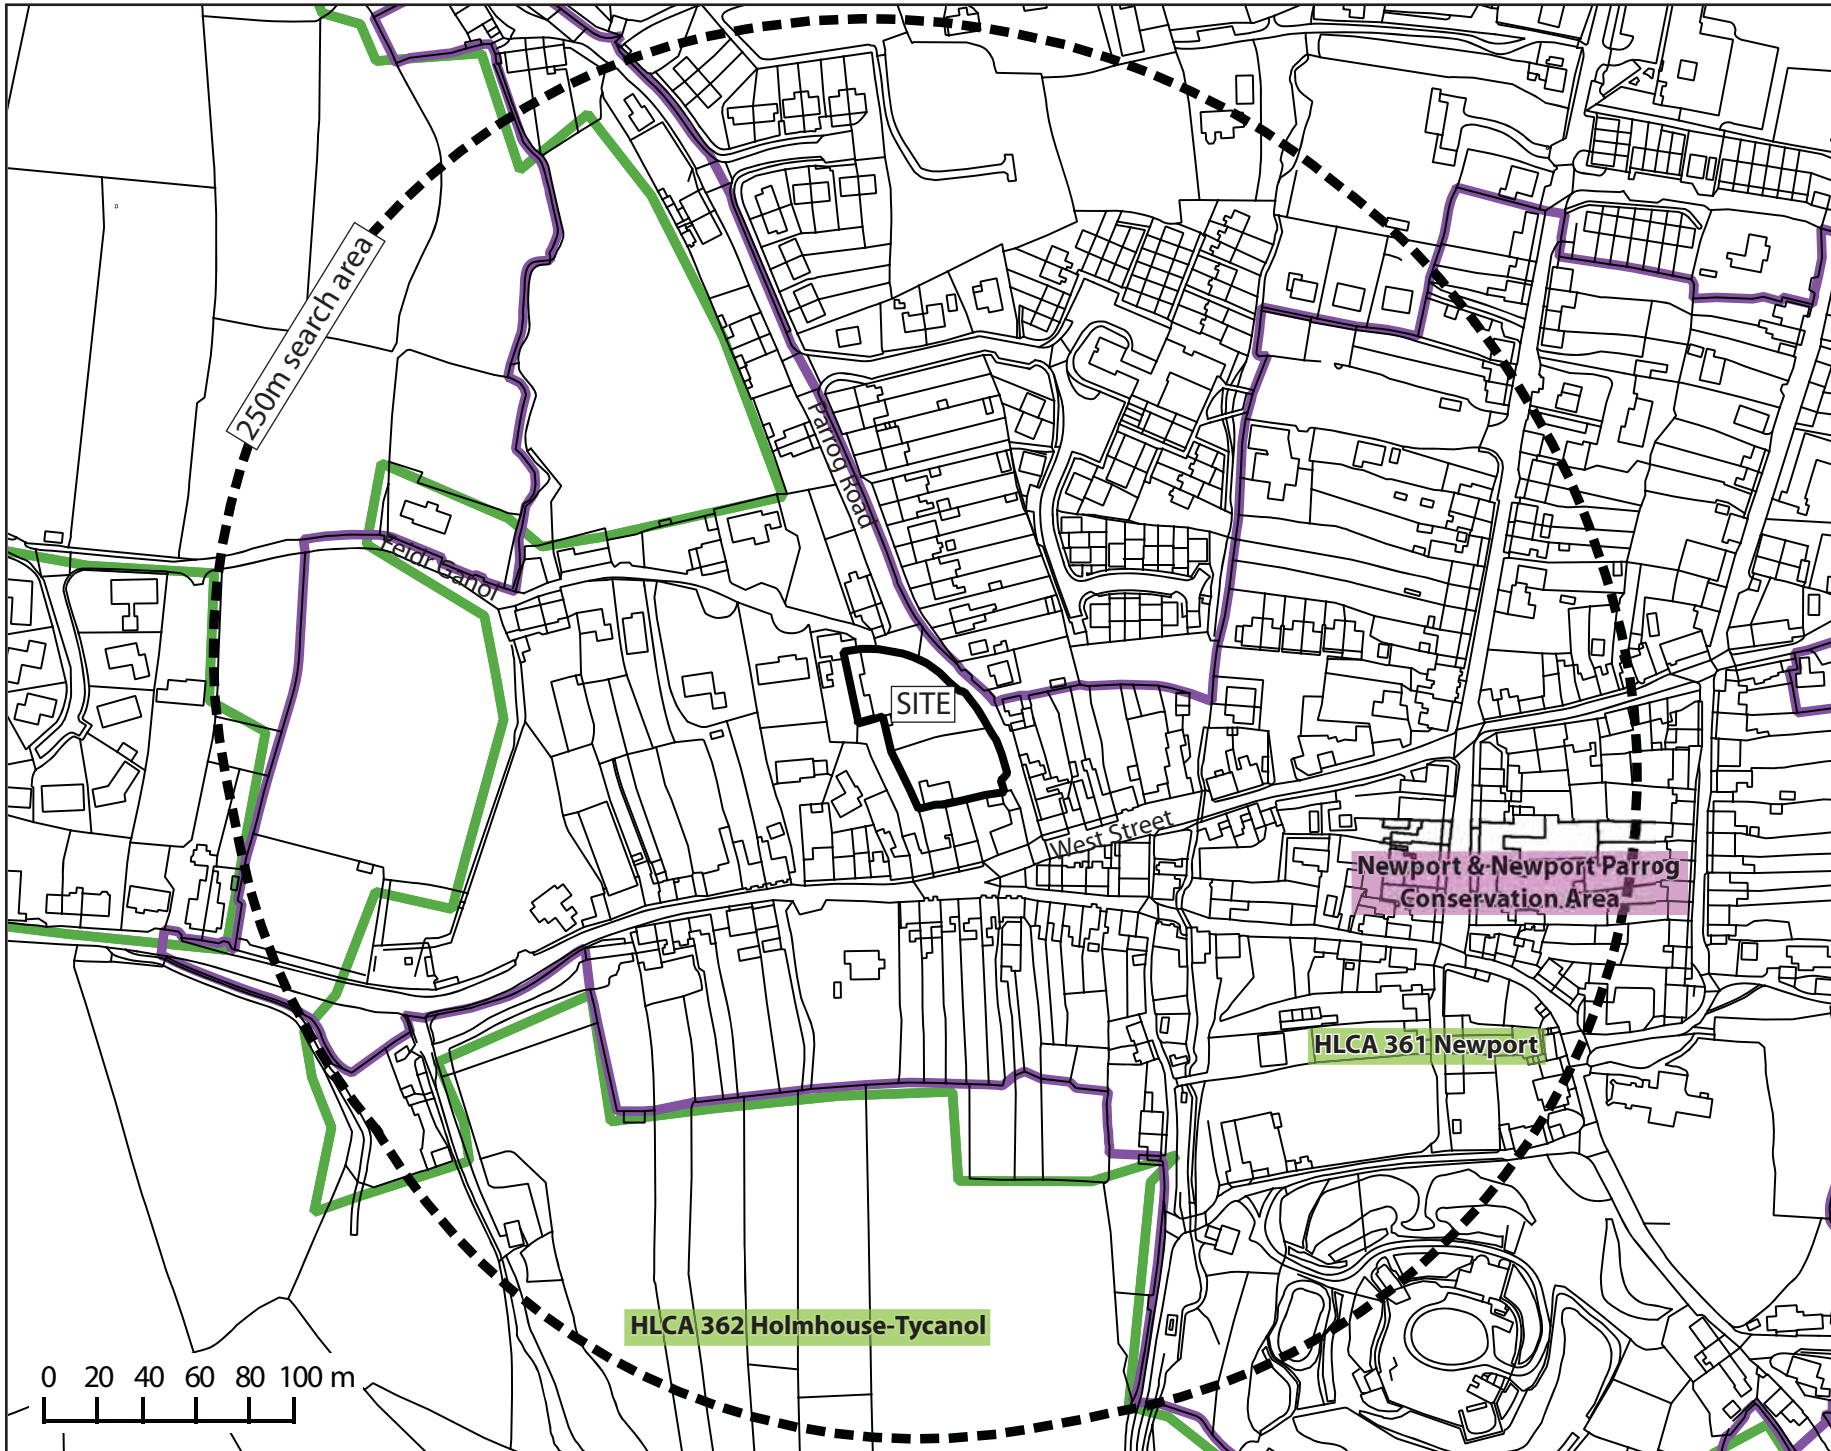 250m search area
Parrog Road
Feidr Ganol
SITE
West Street
Newport & Newport Parrog
Conservation Area
HLCA 361 Newport
HLCA 362 Holmhouse-Tycanol
0 20 40 60 80 100 m